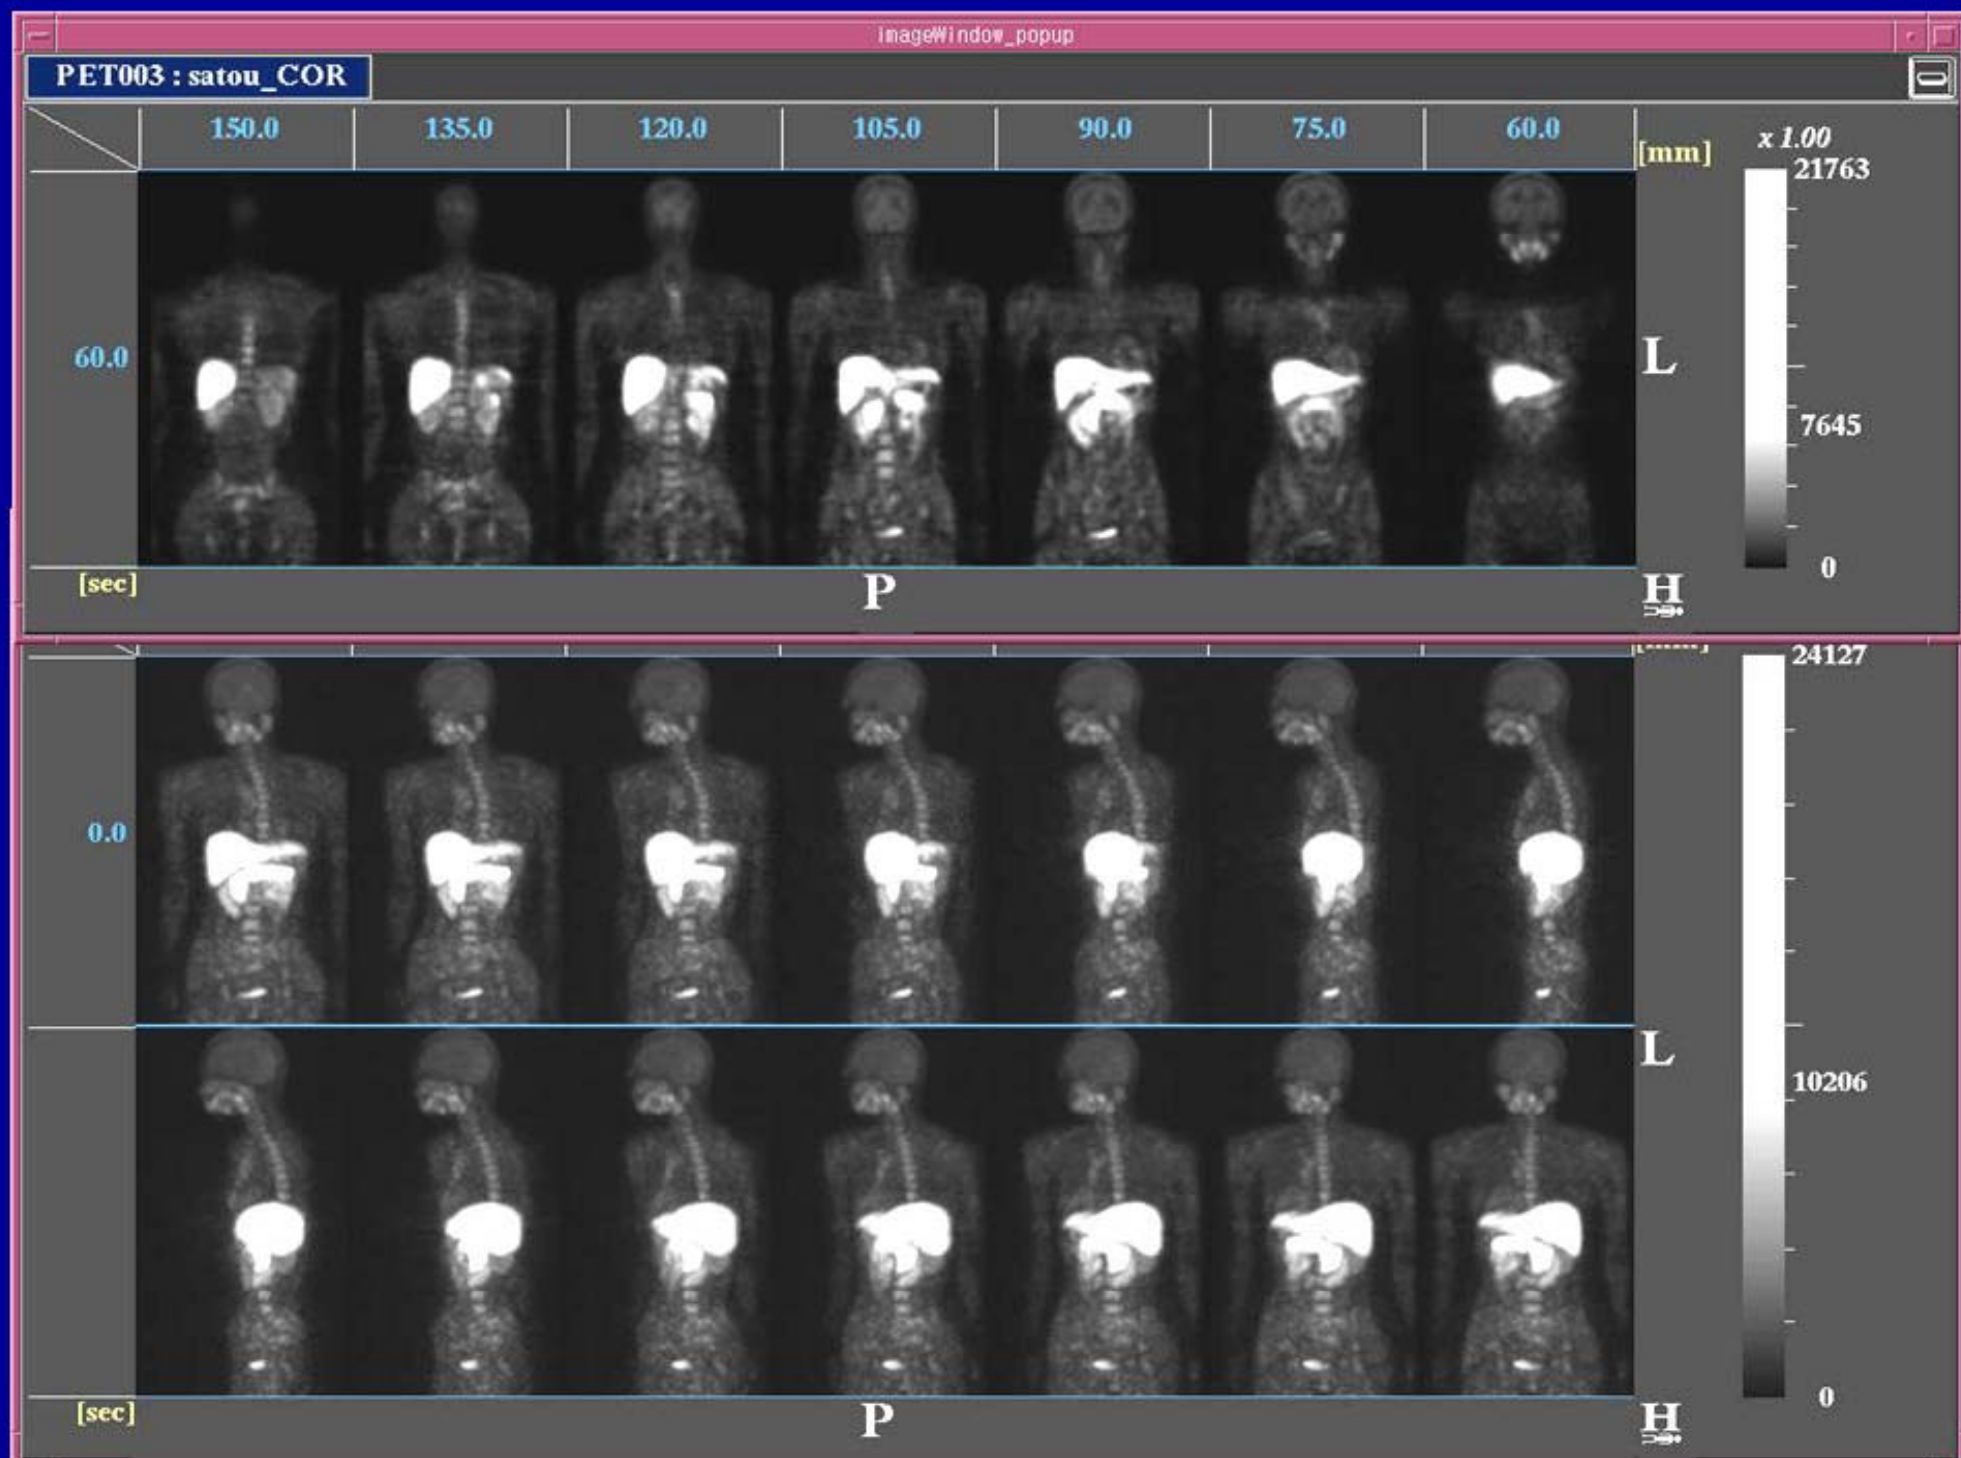 imageWindow_popup
PET003 : satou_COR
150.0 135.0 120.0 105.0 90.0 75.0 60.0
[mm]
x 1.00
21763
60.0
L
7645
0
[sec]
P
H
24127
0.0
L
10206
0
[sec]
P
H